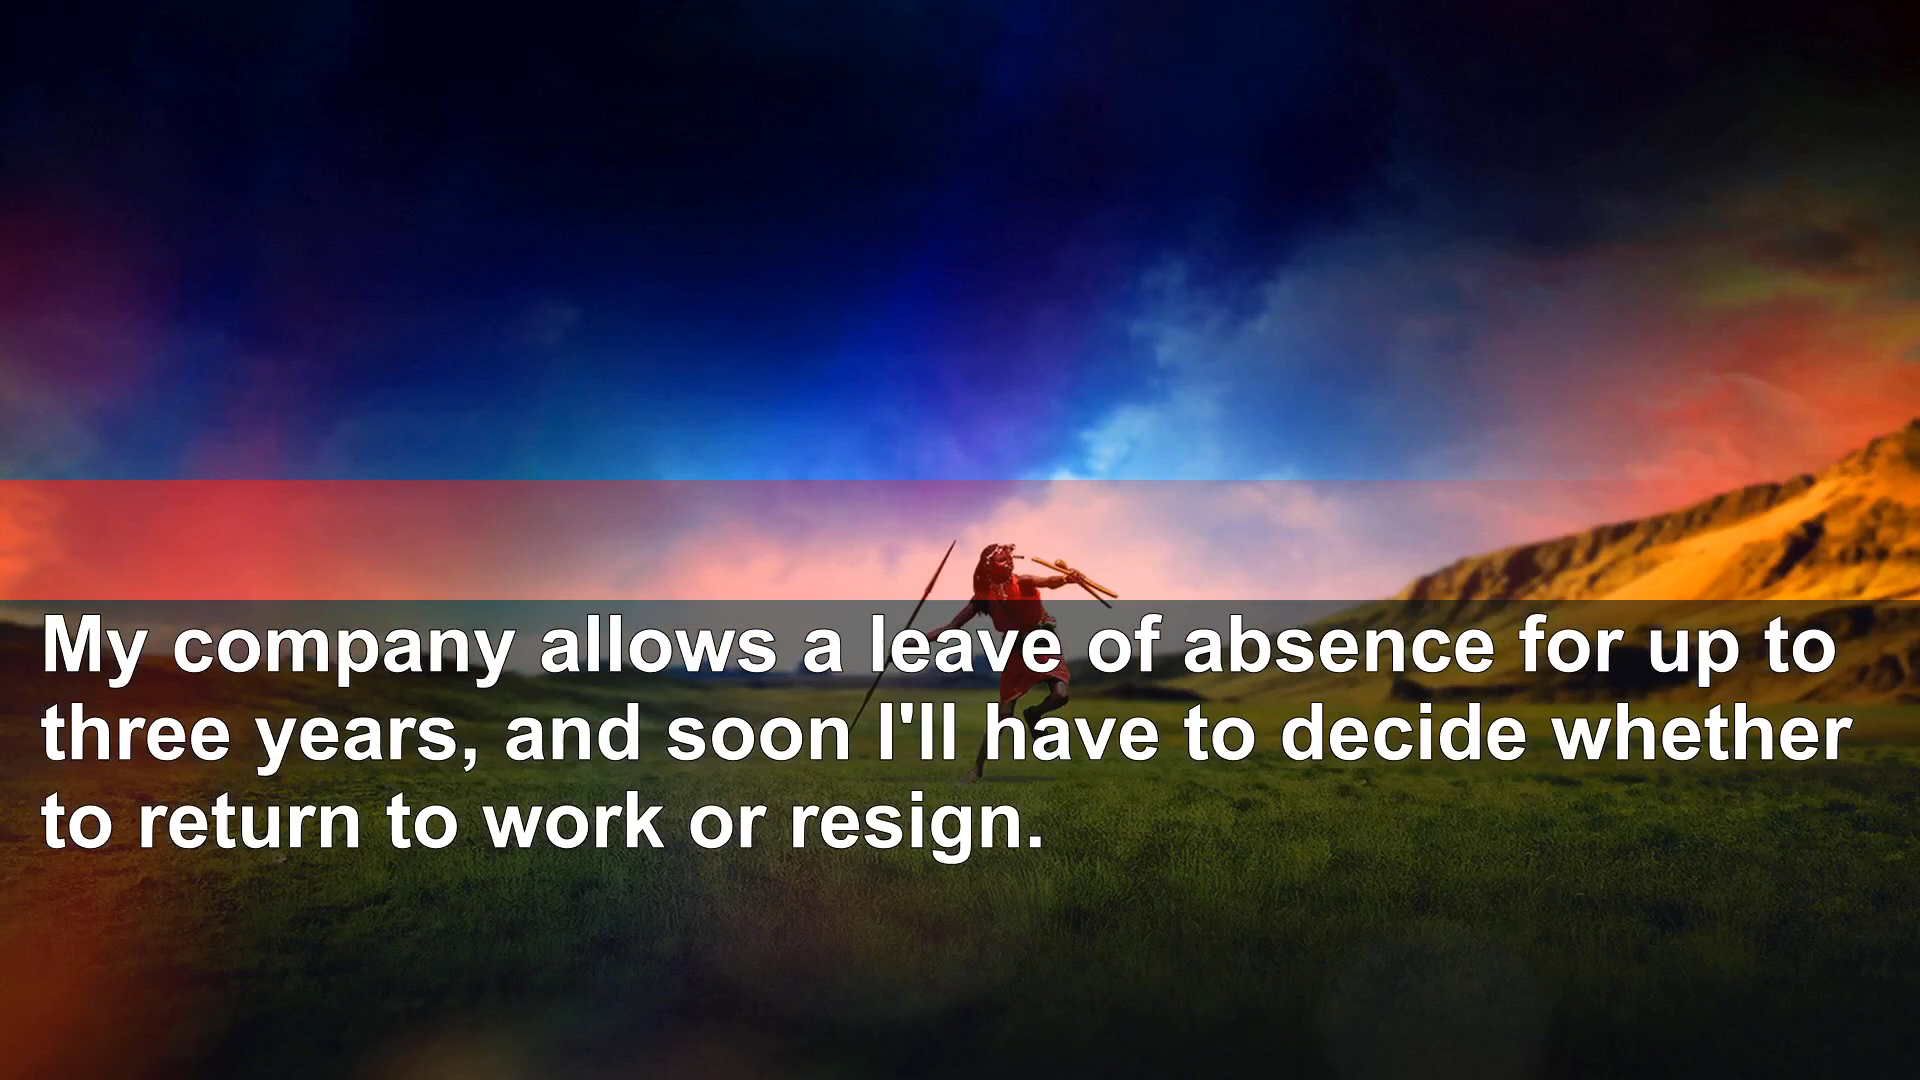 My company allows a leave of absence for up to
three years, and soon I'll have to decide whether
to return to work or resign.